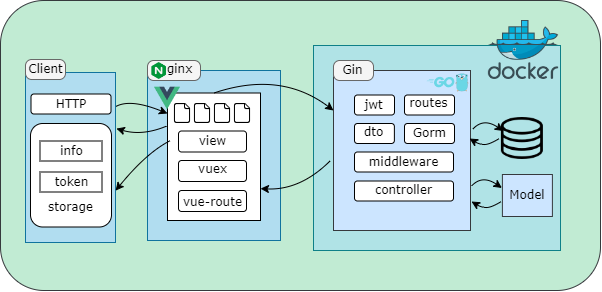 Client
HTTP
info
token
storage
Nginx
view
vuex
vue-route
Gin
GO
jwt
routes
dto
Gorm
middleware
controller
docker
Model